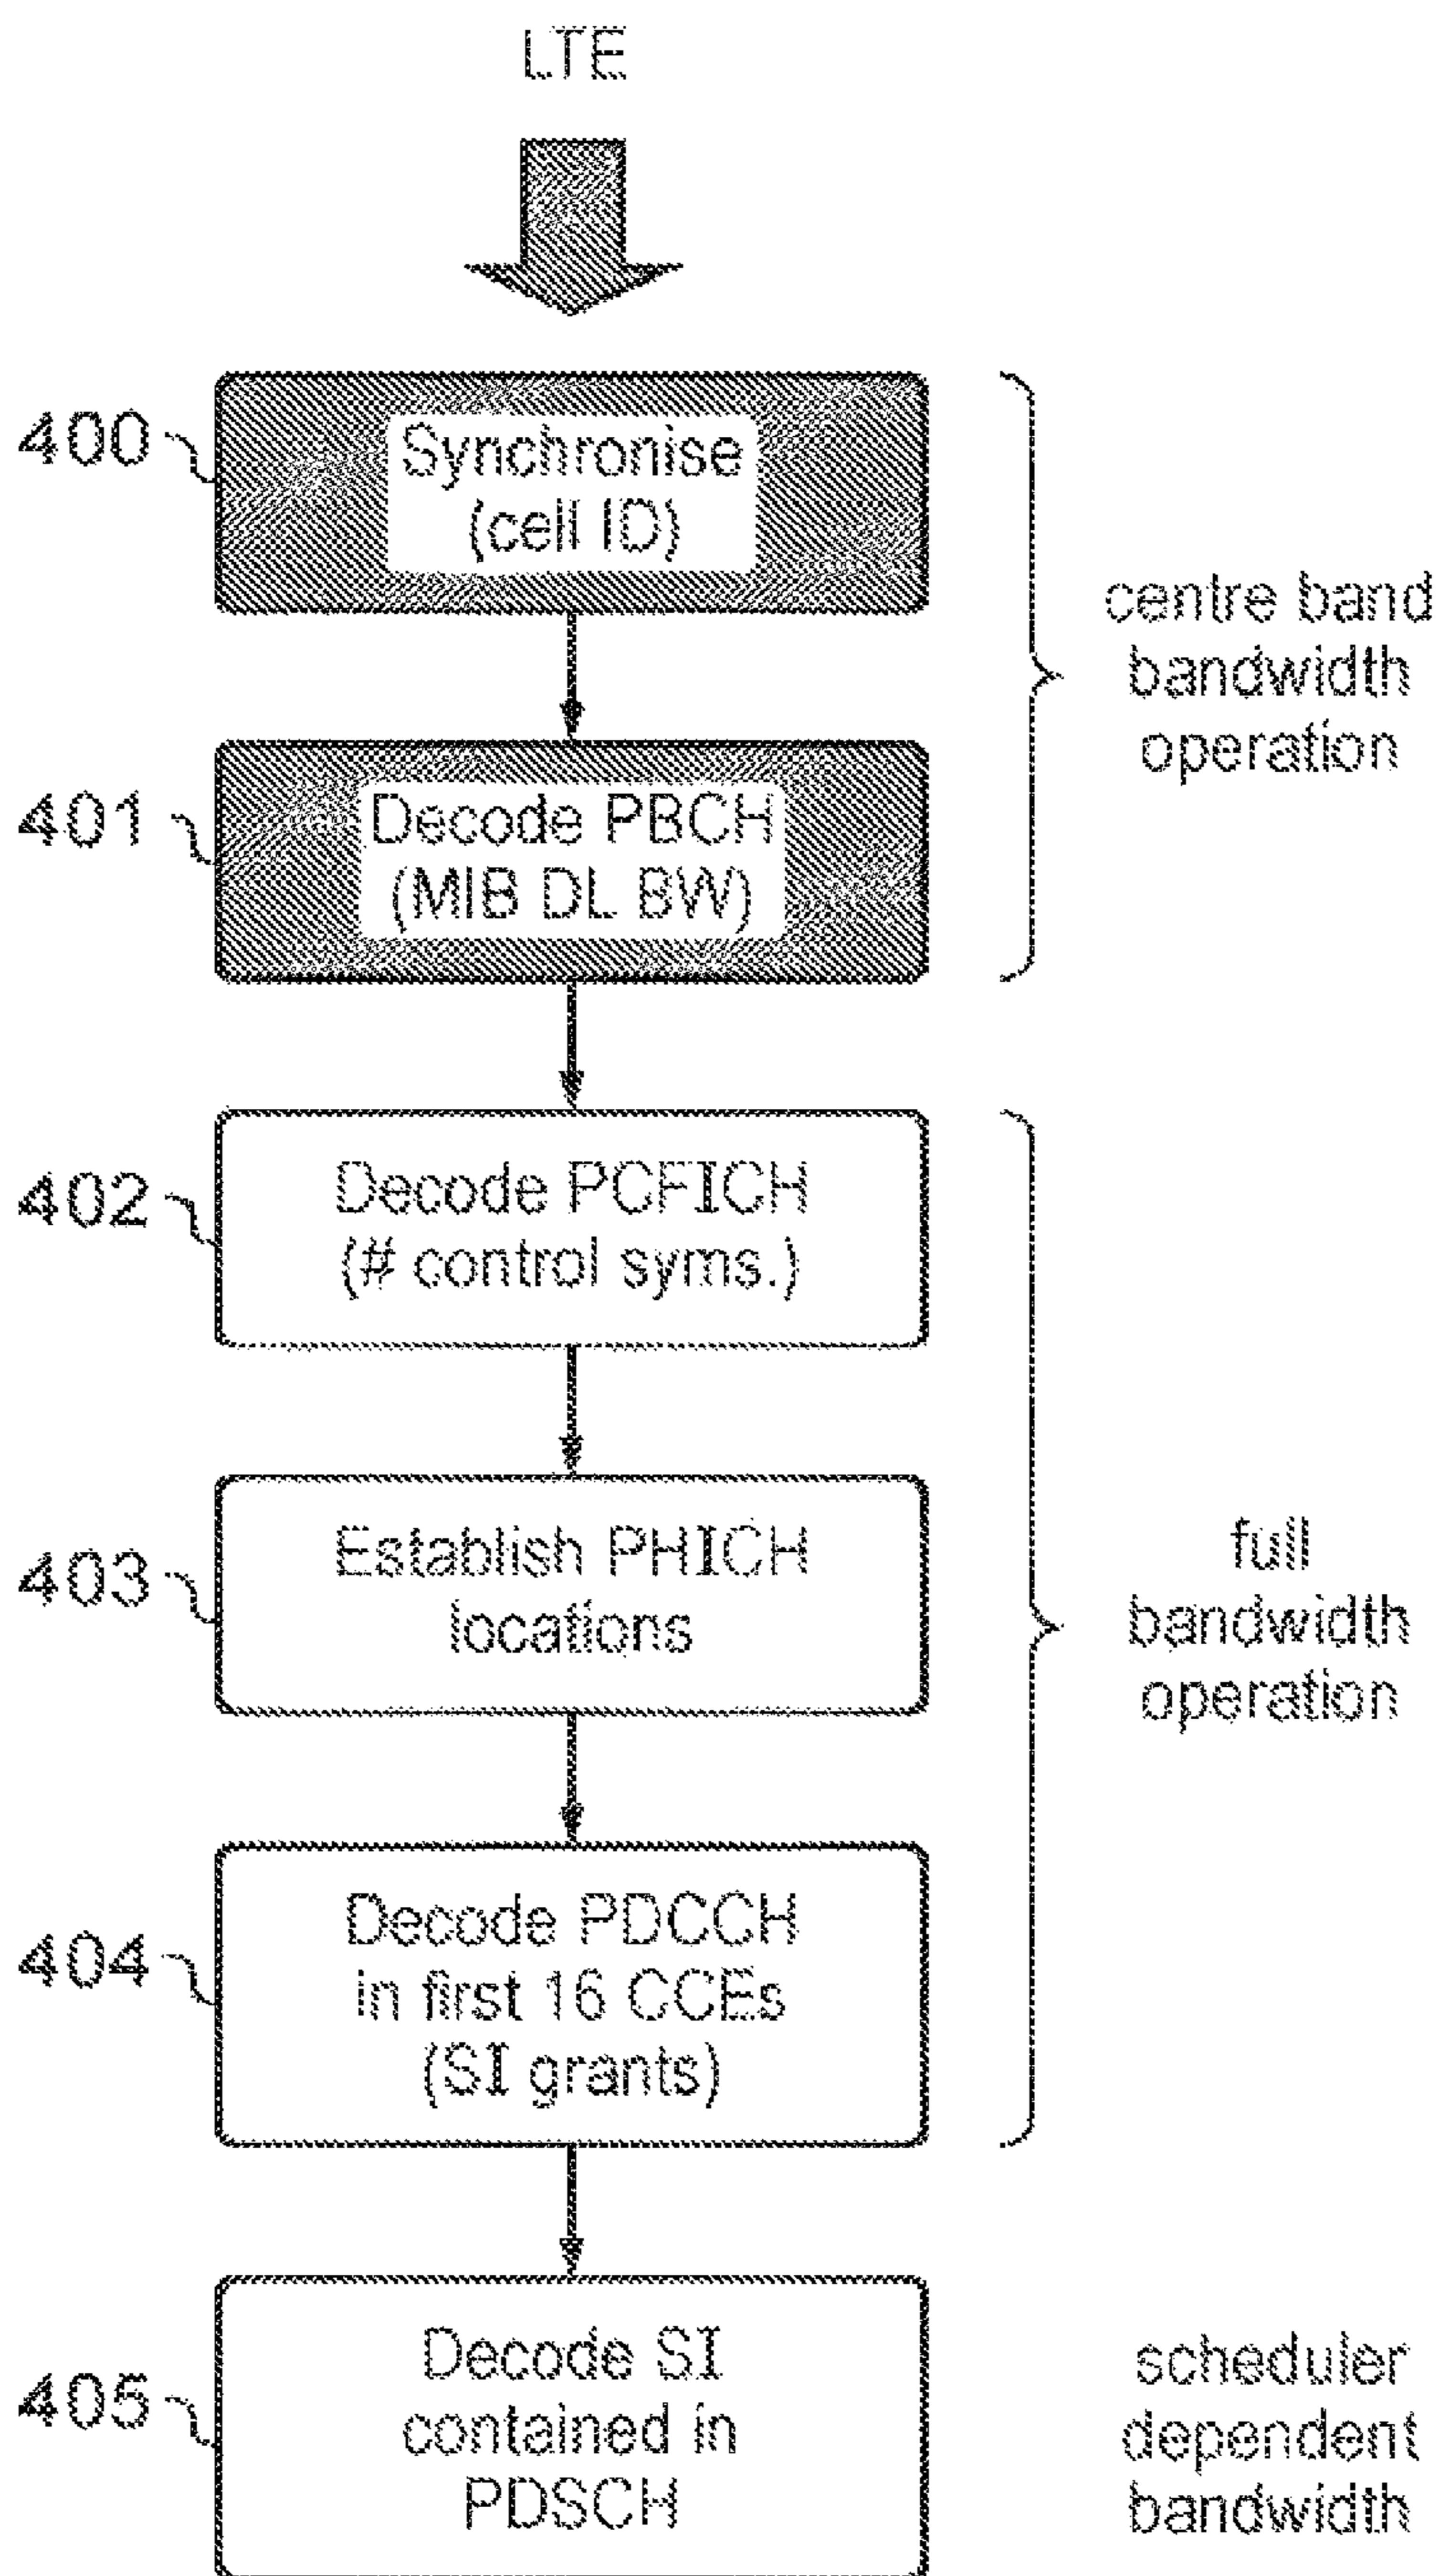 LTE
400
Synchronise
(cell ID)
401
Decode PBCH
(MIB DL BW)
centre band
bandwidth
operation
402
Decode PCFICH
(# control syms.)
403
Establish PHICH
locations
404
Decode PDCCH
in first 16 CCEs
(SI grants)
full
bandwidth
operation
405
Decode SI
contained in
PDSCH
scheduler
dependent
bandwidth